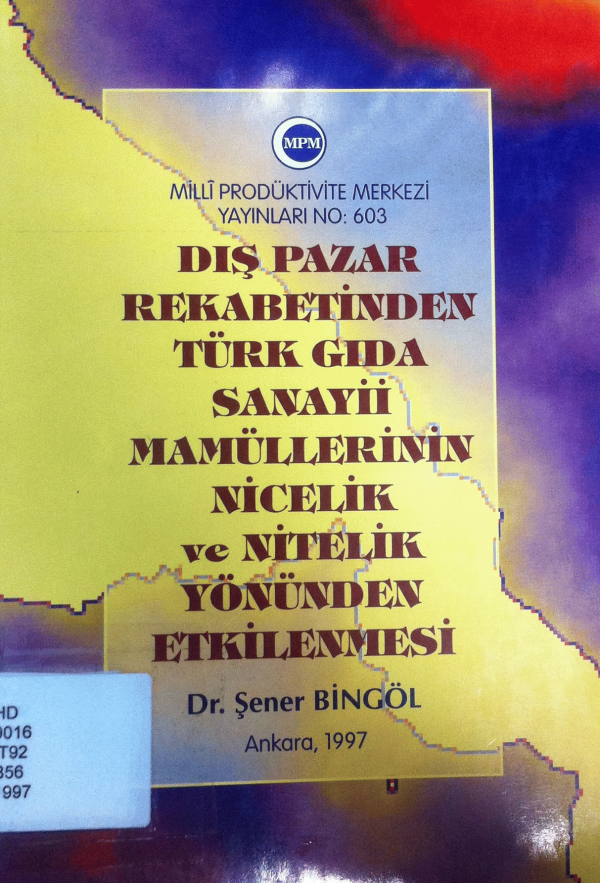 MPM
MİLLÎ PRODÜKTİVİTE MERKEZİ
YAYINLARI NO: 603
DIŞ PAZAR
REKABETİNDEN
TÜRK GIDA
SANAYİİ
MAMÜLLERİNİN
NİCELİK
ve NİTELİK
YÖNÜNDEN
ETKİLENMESİ
Dr. Şener BİNGÖL
Ankara, 1997
HD
9016
T92
356
1997